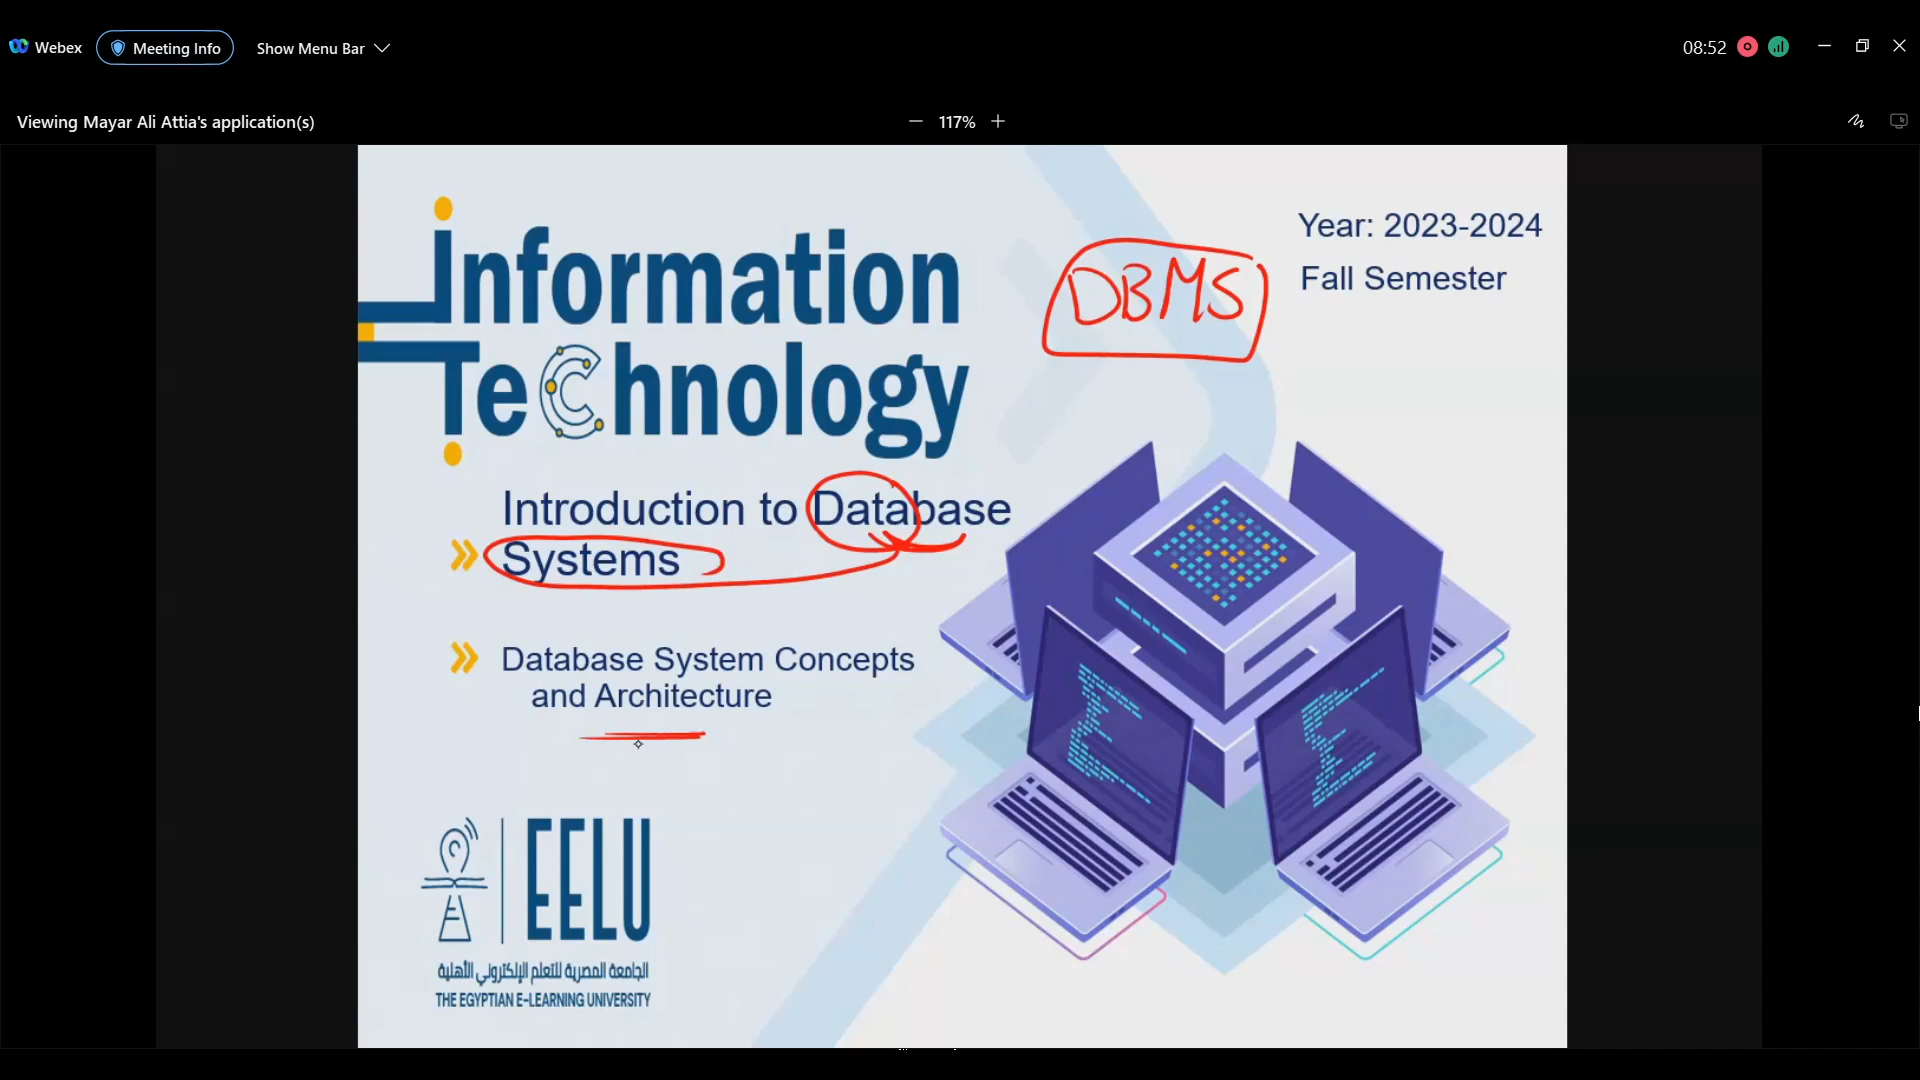 Webex Meeting Info Show Menu Bar 08:52
Viewing Mayar Ali Attia's application(s) 117%
Year: 2023-2024
Fall Semester
Information
Technology
DBMS
Introduction to Database
Systems
Database System Concepts
and Architecture
EELU
الجامعة المصرية للتعلم الإلكتروني الأهلية
THE EGYPTIAN E-LEARNING UNIVERSITY